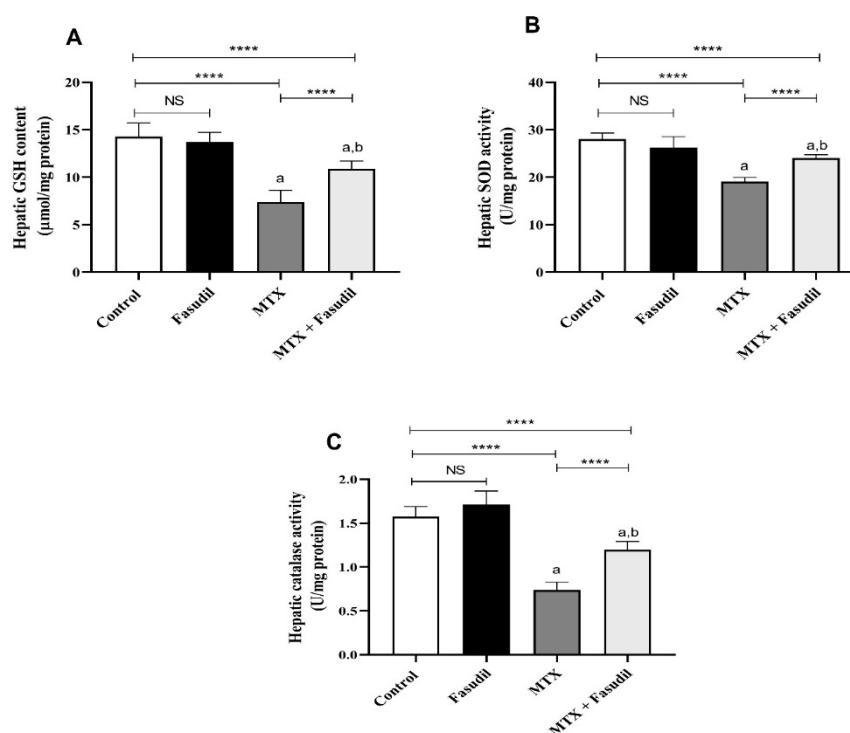 A
****
****
NS
****
a
a,b
20
15
10
5
0
Hepatic GSH content
(μmol/mg protein)
Control
Fasudil
MTX
MTX + Fasudil
B
****
****
NS
****
a
a,b
40
30
20
10
0
Hepatic SOD activity
(U/mg protein)
Control
Fasudil
MTX
MTX + Fasudil
C
****
****
NS
****
a
a,b
2.0
1.5
1.0
0.5
0.0
Hepatic catalase activity
(U/mg protein)
Control
Fasudil
MTX
MTX + Fasudil